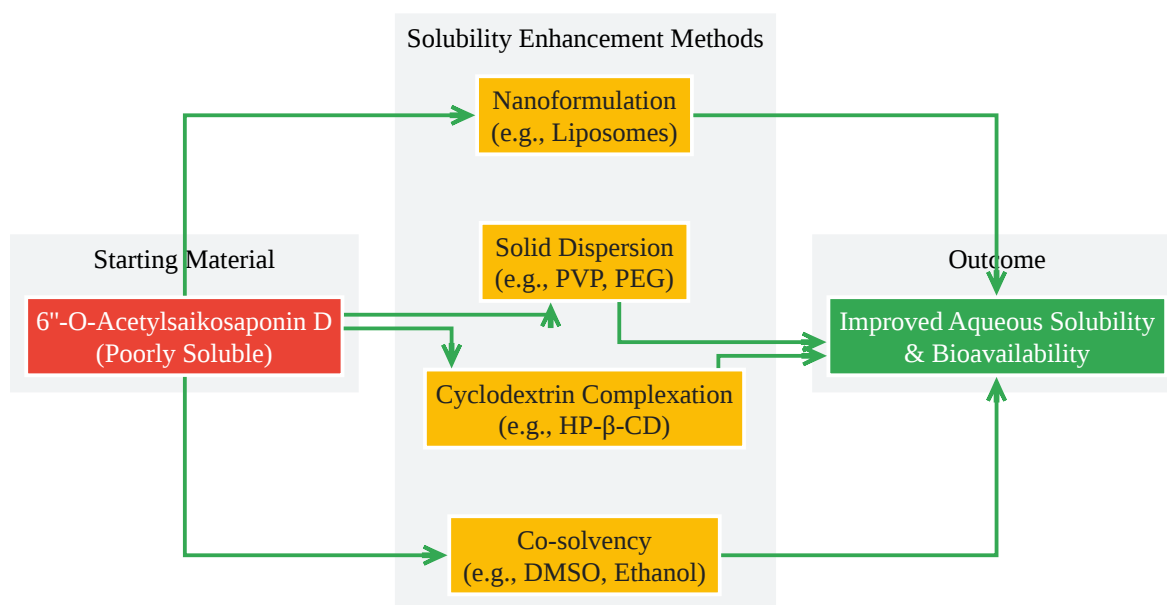 Solubility Enhancement Methods
Nanoformulation
(e.g., Liposomes)
Starting Material
6"-O-Acetylsaikosaponin D
(Poorly Soluble)
Solid Dispersion
(e.g., PVP, PEG)
Cyclodextrin Complexation
(e.g., HP-β-CD)
Co-solvency
(e.g., DMSO, Ethanol)
Outcome
Improved Aqueous Solubility
& Bioavailability